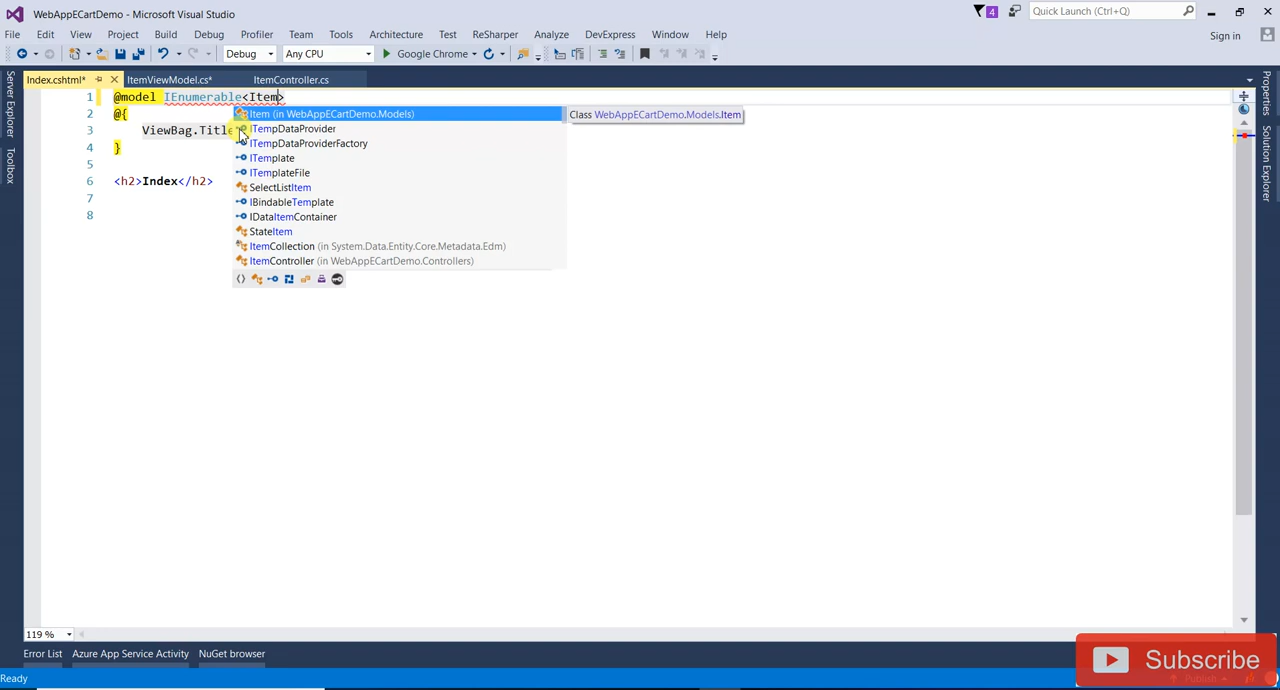 WebAppECartDemo - Microsoft Visual Studio
4
Quick Launch (Ctrl+Q)
File Edit View Project Build Debug Profiler Team Tools Architecture Test ReSharper Analyze DevExpress Window Help
Sign in
Debug Any CPU Google Chrome
Index.cshtml* ItemViewModel.cs* ItemController.cs
Server Explorer
Toolbox
Properties
Solution Explorer
1 @model IEnumerable<Item>
2 @{
3 ViewBag.Title
4 }
5
6 <h2>Index</h2>
7
8
Item (in WebAppECartDemo.Models)
Class WebAppECartDemo.Models.Item
ITempDataProvider
ITempDataProviderFactory
ITemplate
ITemplateFile
SelectListItem
IBindableTemplate
IDataItemContainer
StateItem
ItemCollection (in System.Data.Entity.Core.Metadata.Edm)
ItemController (in WebAppECartDemo.Controllers)
119 %
Error List Azure App Service Activity NuGet browser
Ready
Subscribe
Publish